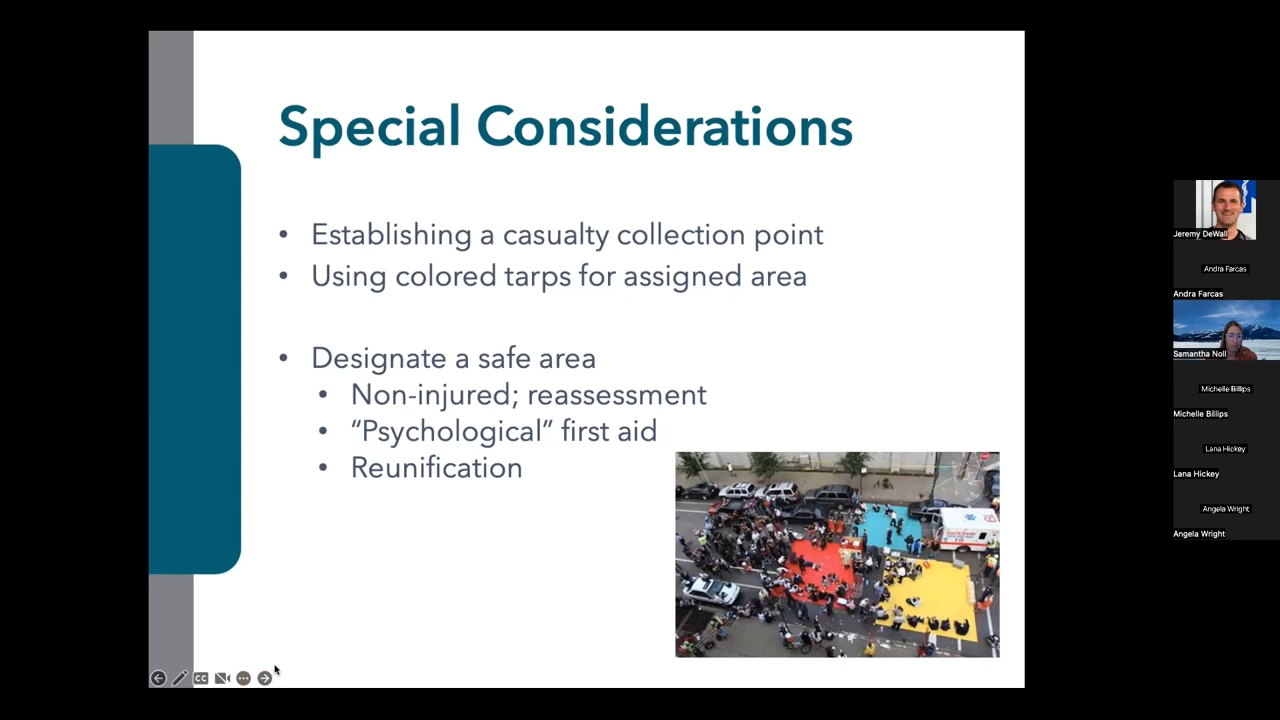 Special Considerations
• Establishing a casualty collection point
• Using colored tarps for assigned area
• Designate a safe area
• Non-injured; reassessment
• “Psychological” first aid
• Reunification
CC
Jeremy DeWall
Andra Farcas
Andra Farcas
Samantha Noll
Michelle Billips
Michelle Billips
Lana Hickey
Lana Hickey
Angela Wright
Angela Wright